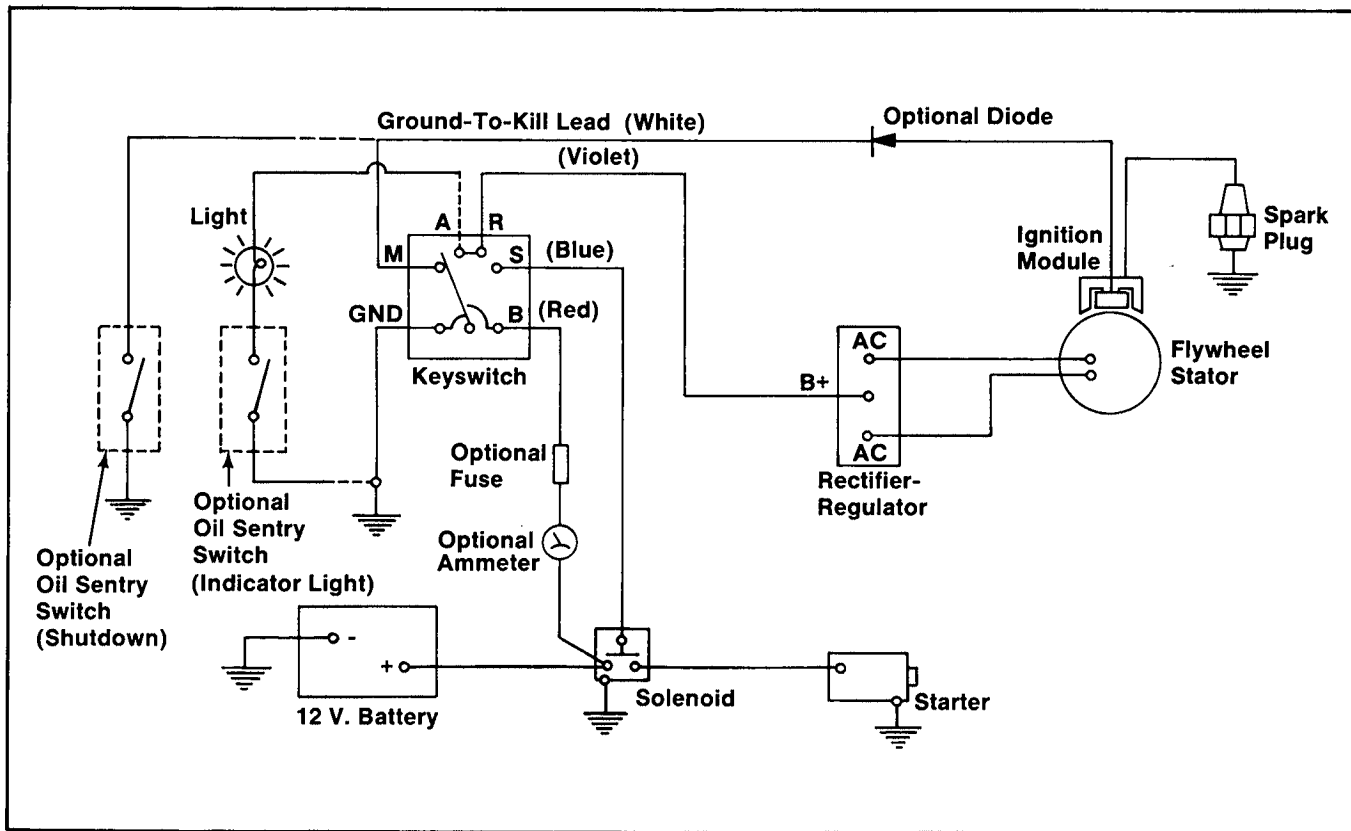 Ground-To-Kill Lead (White)
Optional Diode
(Violet)
Light
A
R
M
S
(Blue)
GND
B
(Red)
Keyswitch
Ignition
Module
Spark
Plug
AC
B+
AC
Rectifier-
Regulator
Flywheel
Stator
Optional
Fuse
Optional
Ammeter
Optional
Oil Sentry
Switch
(Indicator Light)
Optional
Oil Sentry
Switch
(Shutdown)
-
+
12 V. Battery
Solenoid
Starter